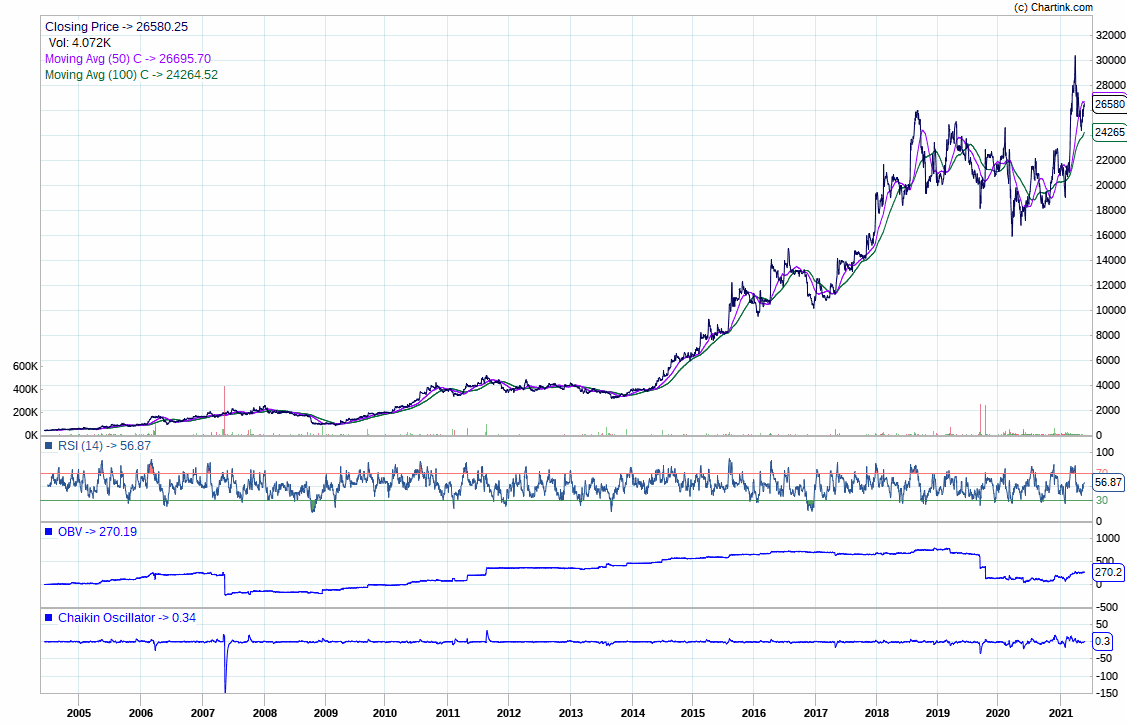 (c) Chartink.com
Closing Price -> 26580.25
Vol: 4.072K
Moving Avg (50) C -> 26695.70
Moving Avg (100) C -> 24264.52
32000
30000
28000
26580
24265
22000
20000
18000
16000
14000
12000
10000
8000
6000
4000
2000
0
600K
400K
200K
0K
RSI (14) -> 56.87
100
70
56.87
30
0
OBV -> 270.19
1000
500
270.2
0
-500
Chaikin Oscillator -> 0.34
50
0.3
-50
-100
-150
2005 2006 2007 2008 2009 2010 2011 2012 2013 2014 2015 2016 2017 2018 2019 2020 2021